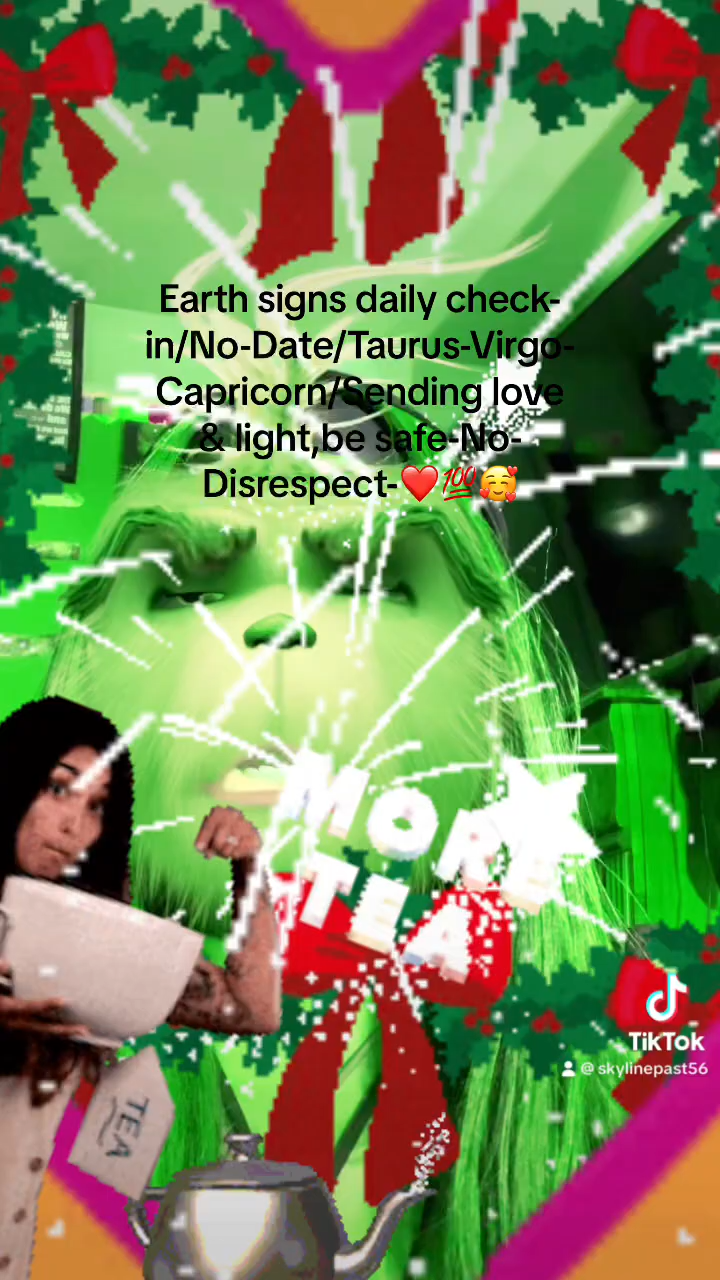 Earth signs daily check-
in/No-Date/Taurus-Virgo-
Capricorn/Sending love
& light,be safe-No-
Disrespect-❤️💯🥰
MORE
TEA
TEA
TikTok
@skylinepast56